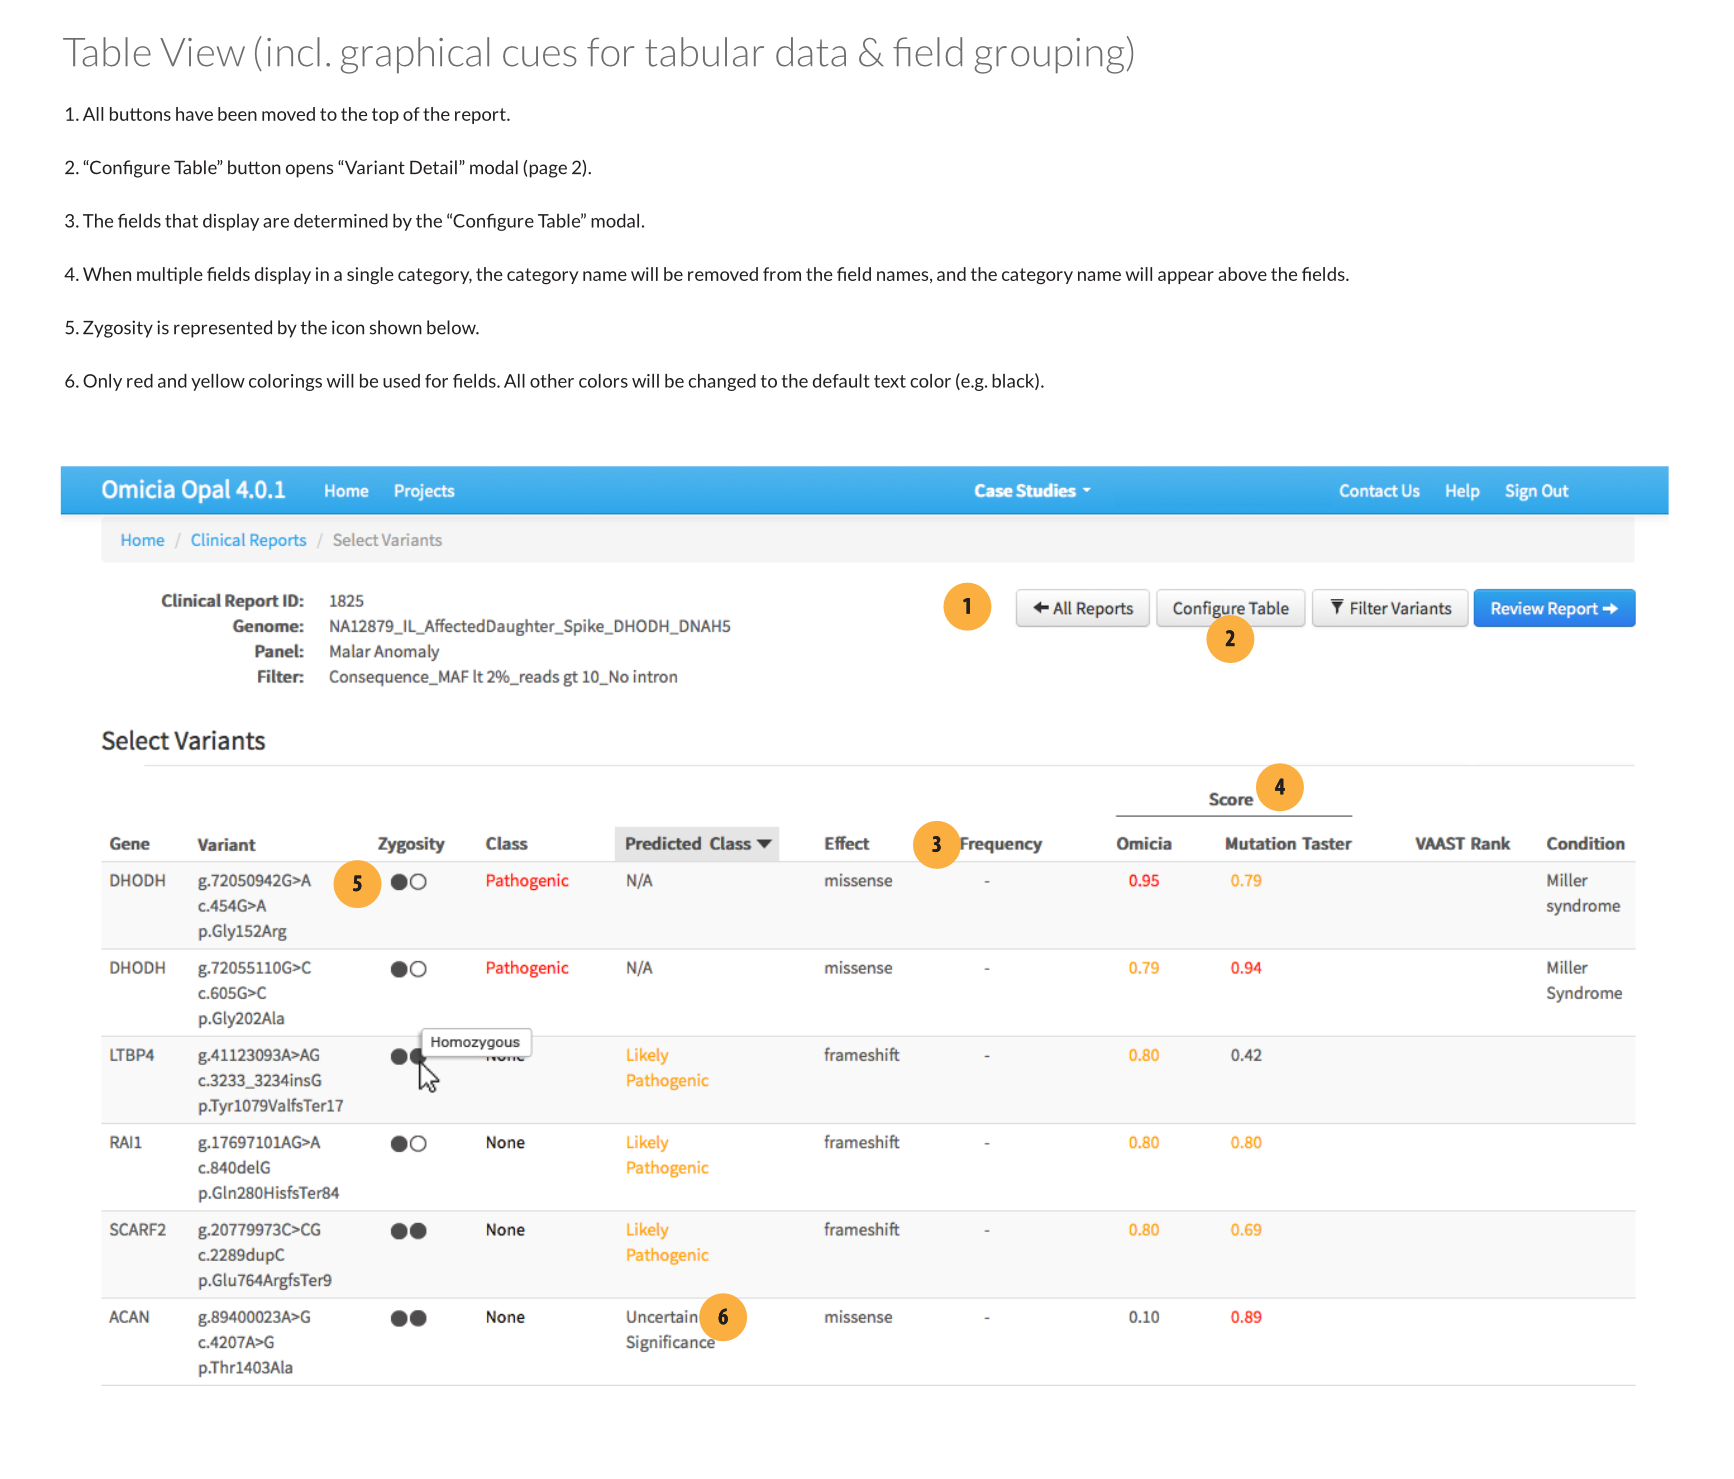 Table View (incl. graphical cues for tabular data & field grouping)
1. All buttons have been moved to the top of the report.
2. “Configure Table” button opens “Variant Detail” modal (page 2).
3. The fields that display are determined by the “Configure Table” modal.
4. When multiple fields display in a single category, the category name will be removed from the field names, and the category name will appear above the fields.
5. Zygosity is represented by the icon shown below.
6. Only red and yellow colorings will be used for fields. All other colors will be changed to the default text color (e.g. black).
Omicia Opal 4.0.1 Home Projects Case Studies Contact Us Help Sign Out
Home / Clinical Reports / Select Variants
Clinical Report ID: 1825
1 All Reports Configure Table Filter Variants Review Report
2
Genome: NA12879_IL_AffectedDaughter_Spike_DHODH_DNAH5
Panel: Malar Anomaly
Filter: Consequence_MAF lt 2%_reads gt 10_No intron
Select Variants
Score 4
Gene Variant Zygosity Class Predicted Class Effect 3 Frequency Omicia Mutation Taster VAAST Rank Condition
DHODH g.72050942G>A 5 Pathogenic N/A missense - 0.95 0.79 Miller
c.454G>A syndrome
p.Gly152Arg
DHODH g.72055110G>C Pathogenic N/A missense - 0.79 0.94 Miller
c.605G>C Syndrome
p.Gly202Ala
Homozygous
LTBP4 g.41123093A>AG None Likely frameshift - 0.80 0.42
c.3233_3234insG Pathogenic
p.Tyr1079ValfsTer17
RAI1 g.17697101AG>A None Likely frameshift - 0.80 0.80
c.840delG Pathogenic
p.Gln280HisfsTer84
SCARF2 g.20779973C>CG None Likely frameshift - 0.80 0.69
c.2289dupC Pathogenic
p.Glu764ArgfsTer9
ACAN g.89400023A>G None Uncertain 6 missense - 0.10 0.89
c.4207A>G Significance
p.Thr1403Ala